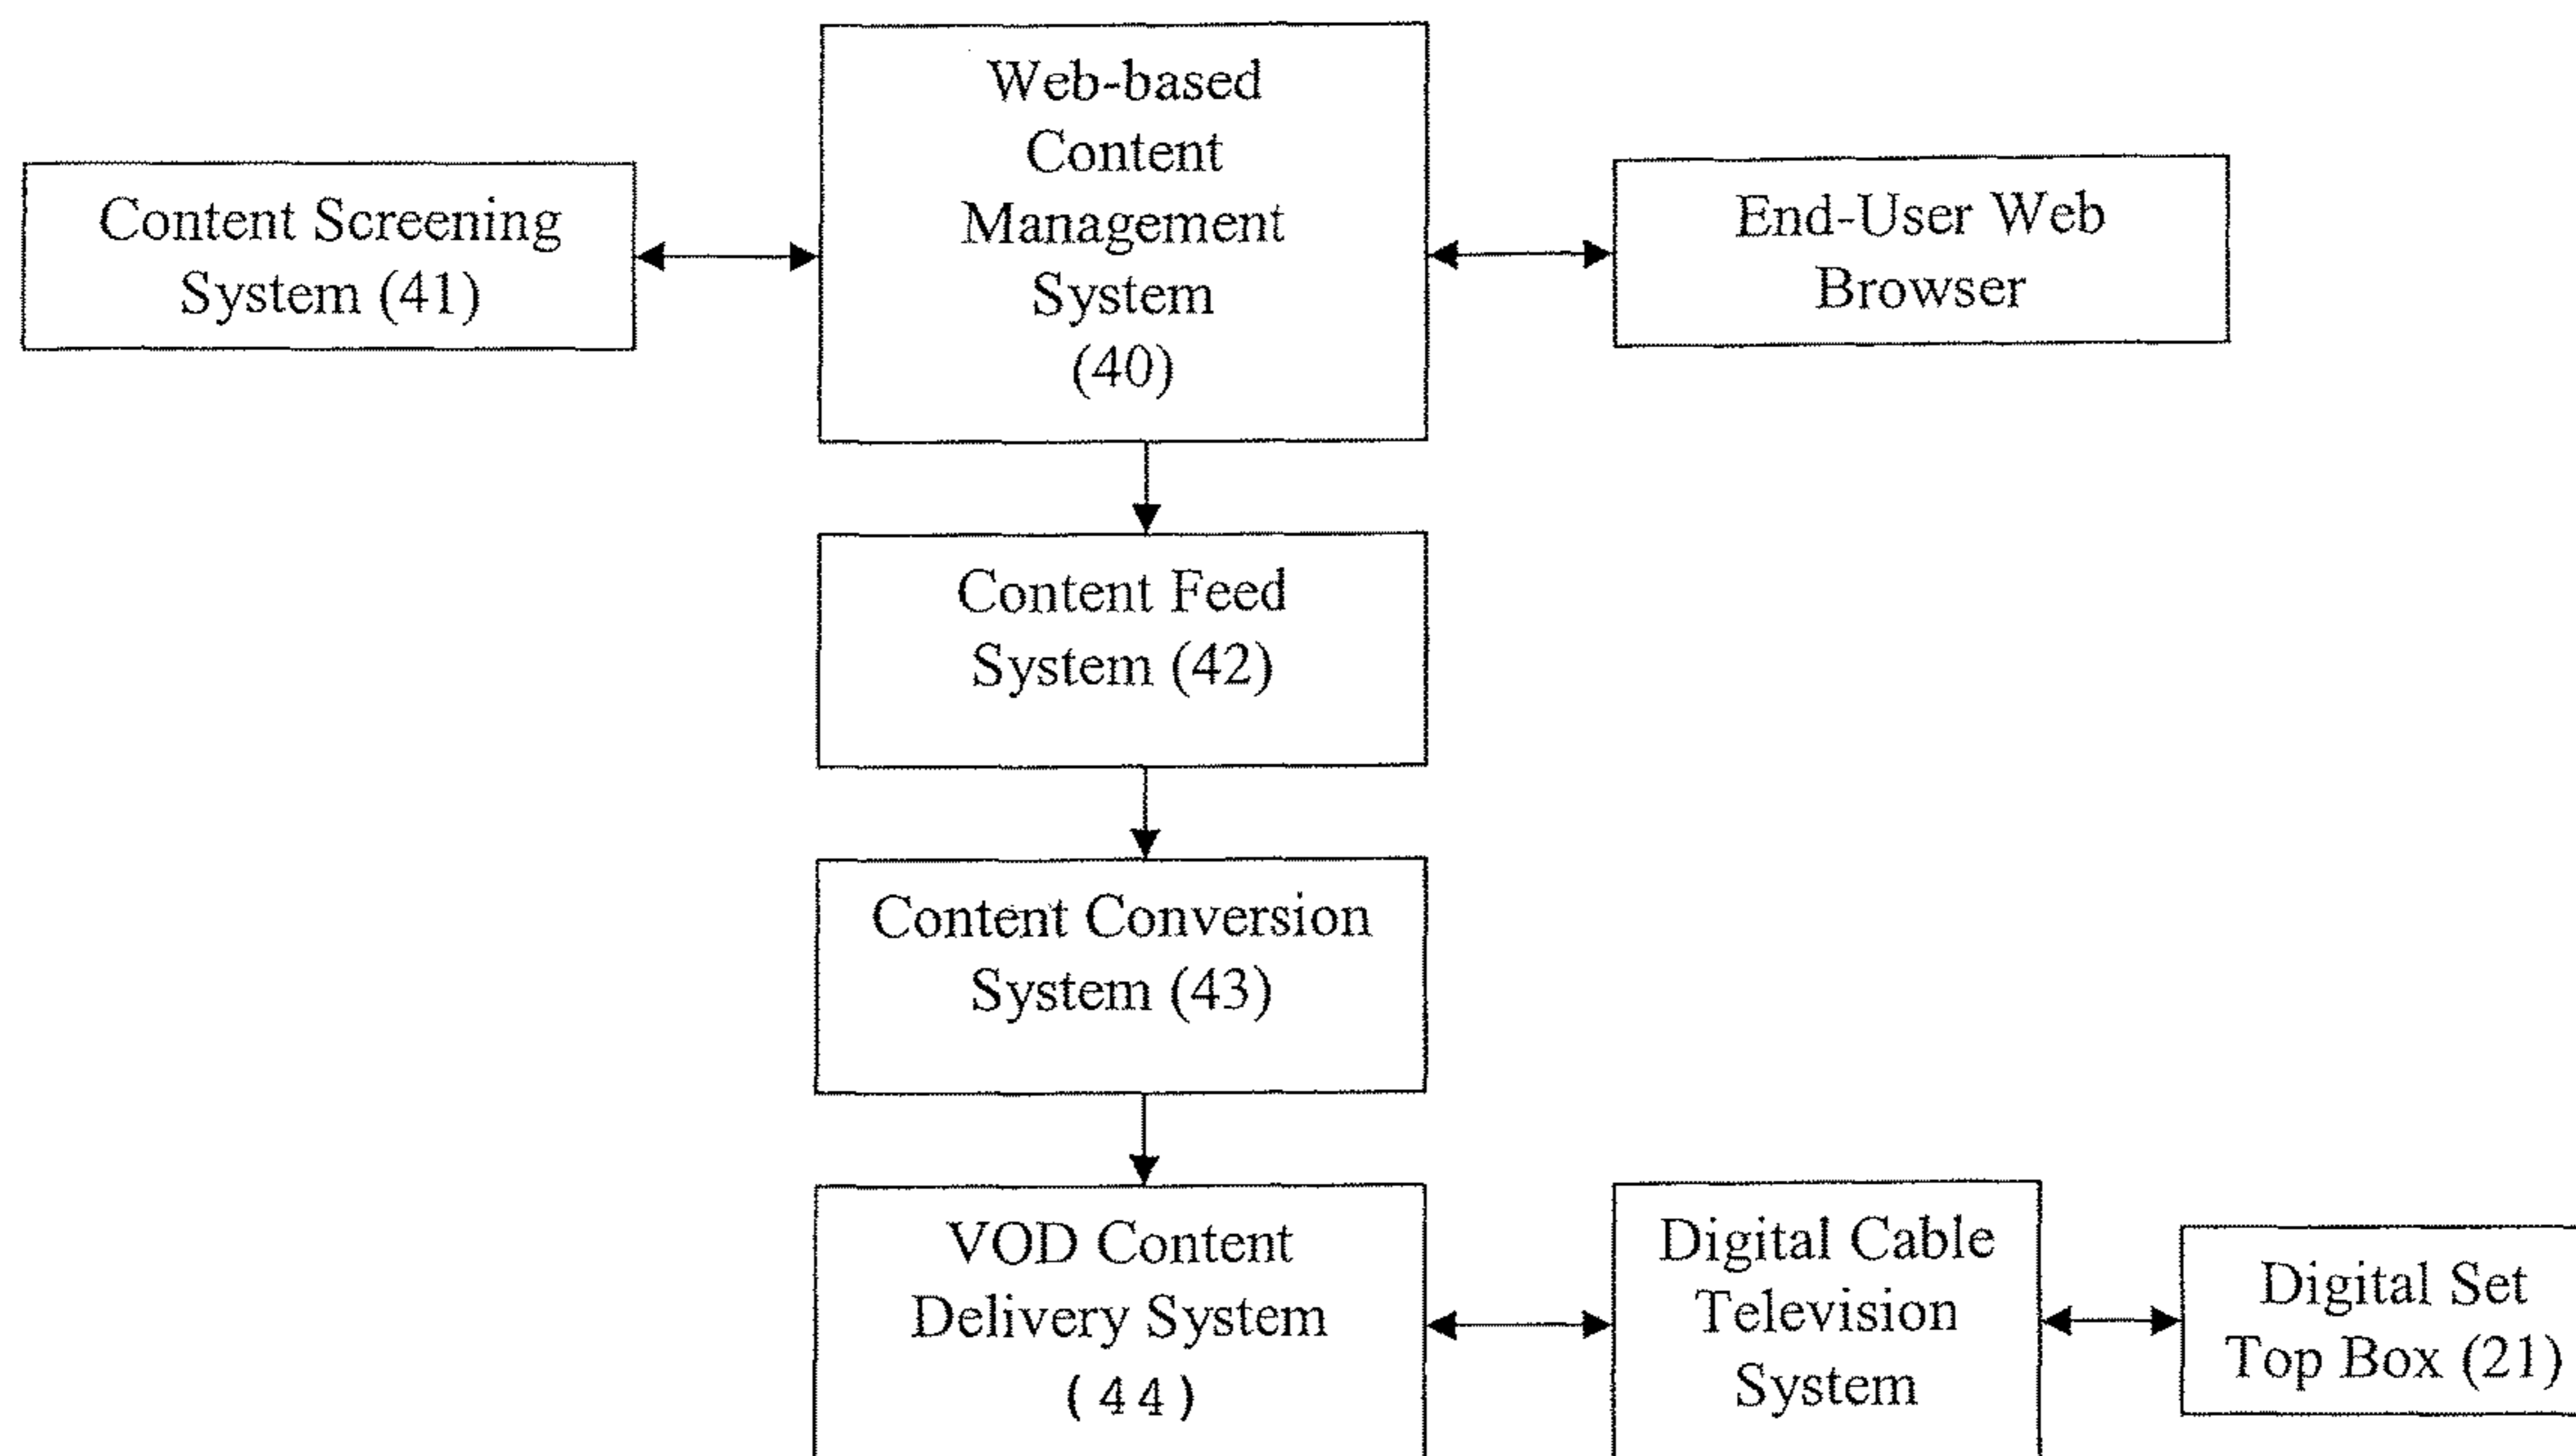 Web-based
Content
Management
System
(40)
Content Screening
System (41)
End-User Web
Browser
Content Feed
System (42)
Content Conversion
System (43)
VOD Content
Delivery System
(44)
Digital Cable
Television
System
Digital Set
Top Box (21)